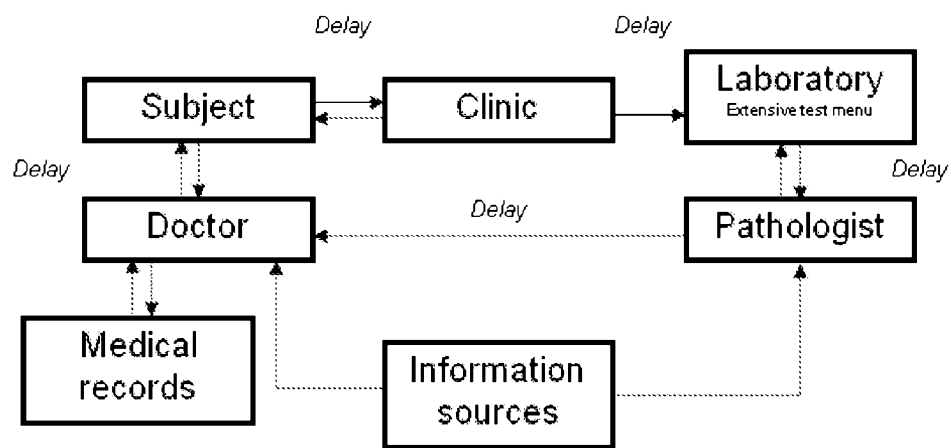 Delay
Delay
Subject
Clinic
Laboratory
Extensive test menu
Delay
Delay
Doctor
Delay
Pathologist
Medical
records
Information
sources